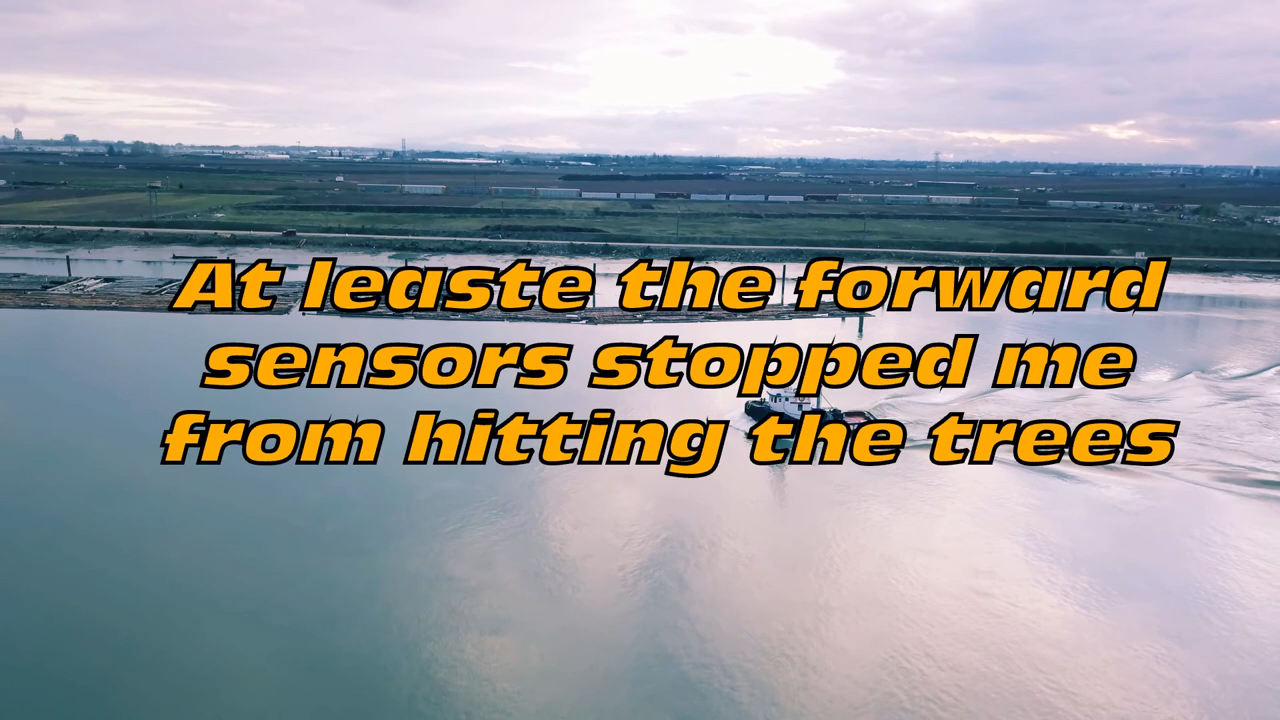 At leaste the forward
sensors stopped me
from hitting the trees